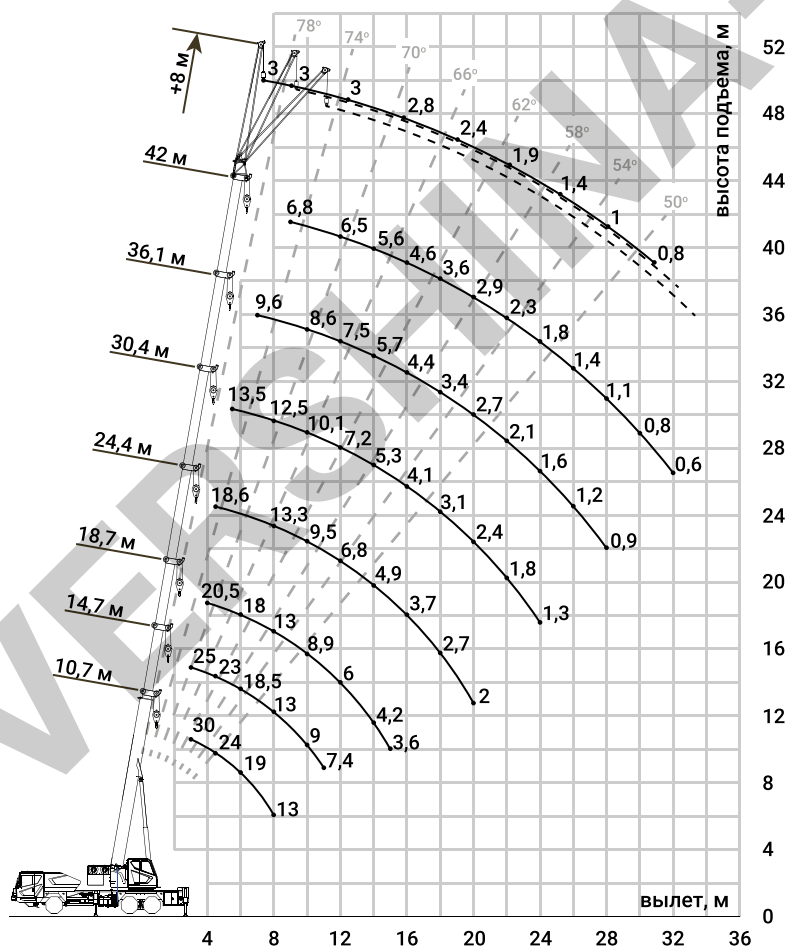 78° 74° 70° 66° 62° 58° 54° 50°
52
высота подъема, м
+8 м
3 3 3 2,8 2,4 1,9 1,4 1 0,8
48
42 м
44
6,8 6,5 5,6 4,6 3,6 2,9 2,3 1,8 1,4 1,1 0,8 0,6
40
36,1 м
36
9,6 8,6 7,5 5,7 4,4 3,4 2,7 2,1 1,6 1,2 0,9
30,4 м
32
13,5 12,5 10,1 7,2 5,3 4,1 3,1 2,4 1,8 1,3
28
24,4 м
18,6 13,3 9,5 6,8 4,9 3,7 2,7 2
24
18,7 м
20
20,5 18 13 8,9 6 4,2 3,6
14,7 м
16
25 23 18,5 13 9 7,4
10,7 м
12
30 24 19 13
8
4
вылет, м
0
4 8 12 16 20 24 28 32 36
VERSHINA